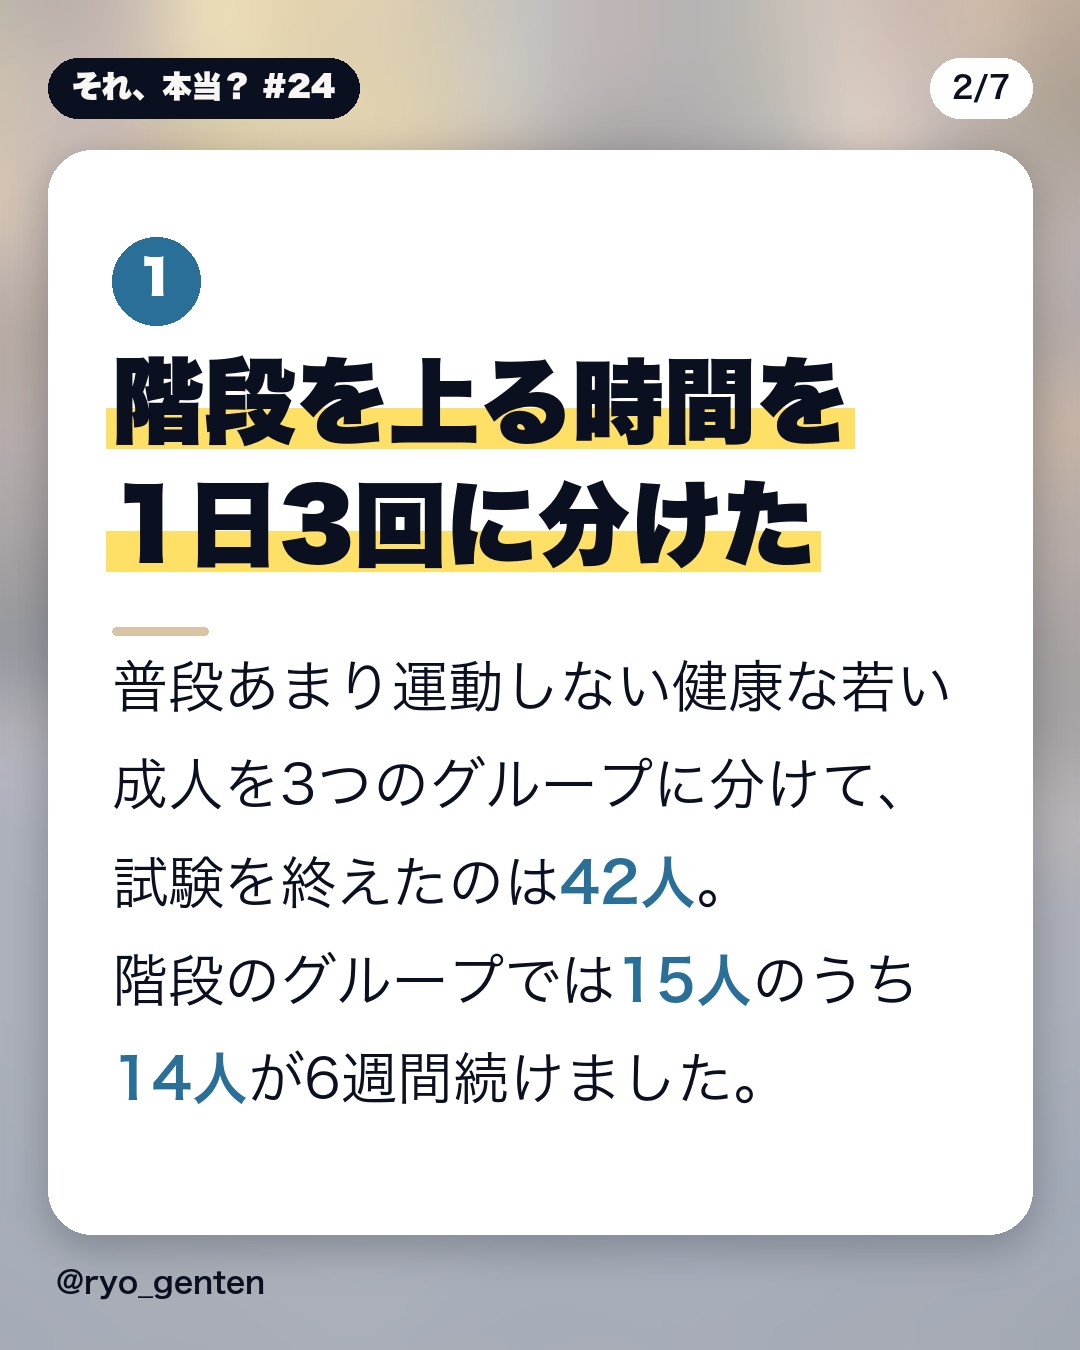 それ、本当？ #24
2/7
1
階段を上る時間を
1日3回に分けた
普段あまり運動しない健康な若い
成人を3つのグループに分けて、
試験を終えたのは42人。
階段のグループでは15人のうち
14人が6週間続けました。
@ryo_genten